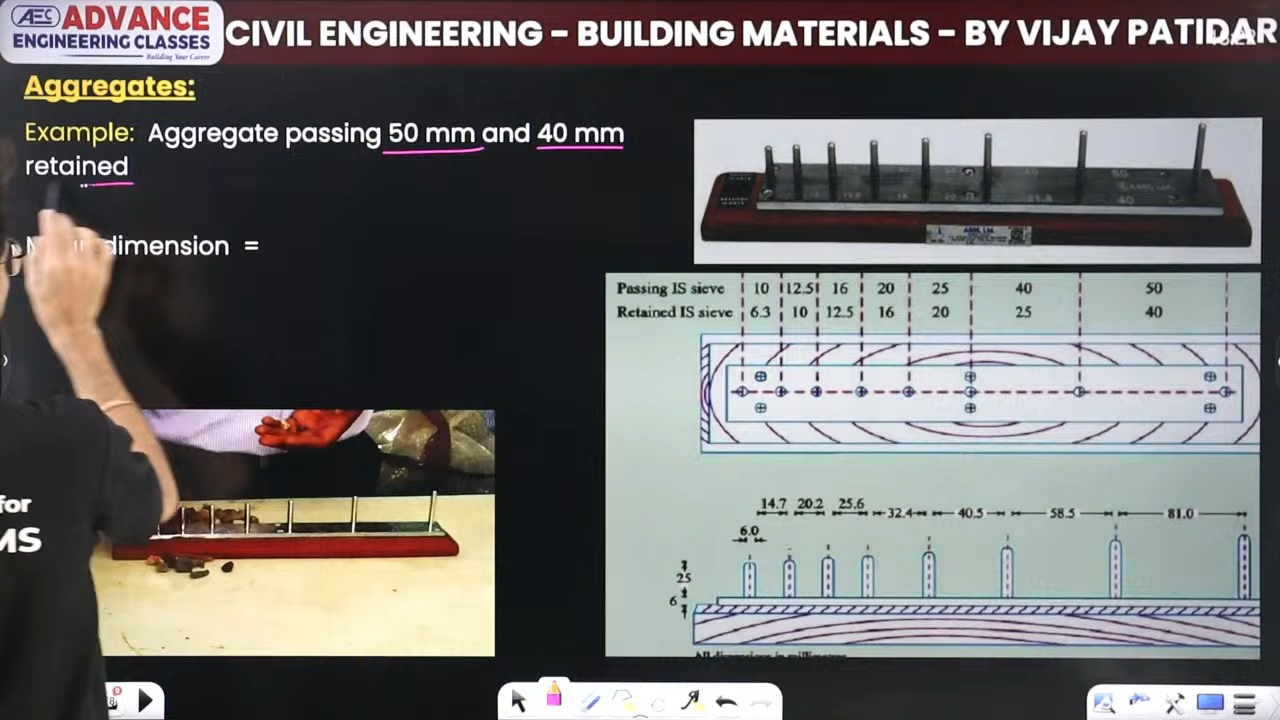 AEC ADVANCE
ENGINEERING CLASSES
Building Your Career
CIVIL ENGINEERING - BUILDING MATERIALS - BY VIJAY PATIDAR
Aggregates:
Example: Aggregate passing 50 mm and 40 mm
retained
dimension =
Passing IS sieve 10 12.5 16 20 25 40 50
Retained IS sieve 6.3 10 12.5 16 20 25 40
14.7 20.2 25.6 32.4 40.5 58.5 81.0
6.0
25
6
All dimensions in millimetres
for
MS